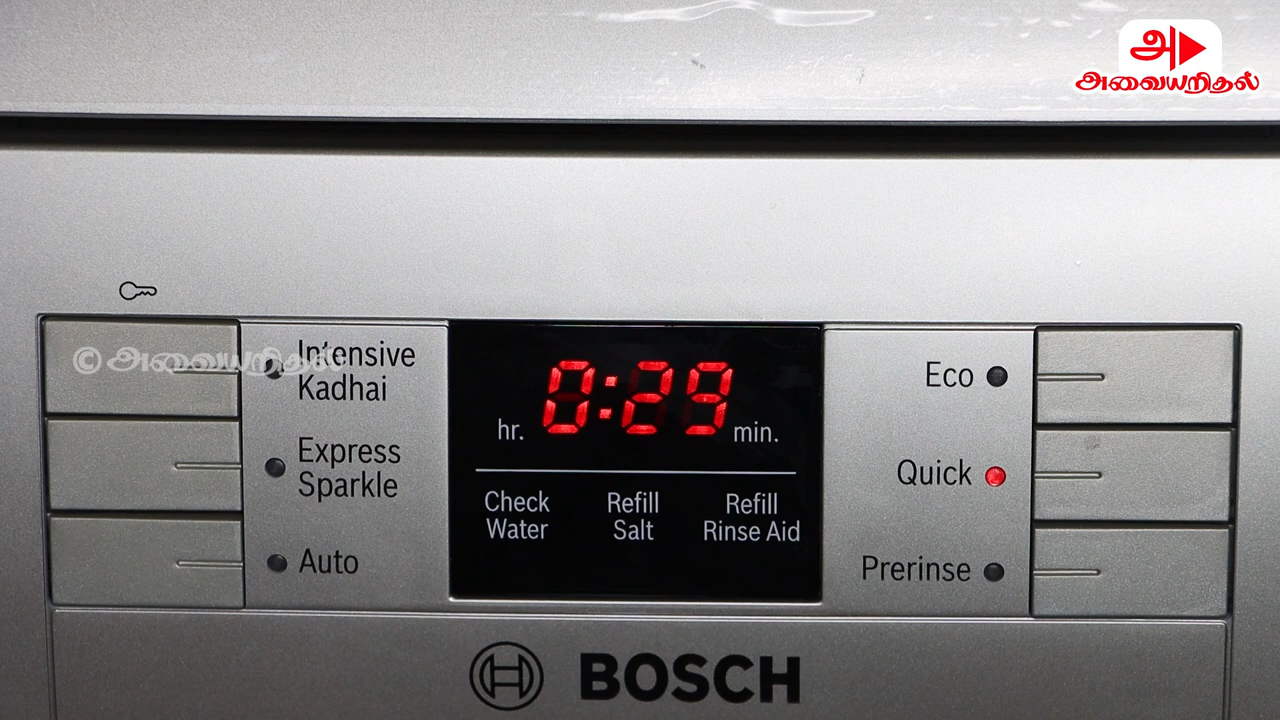 அ
அவையறிதல்
© அவையறிதல்
Intensive
Kadhai
Express
Sparkle
Auto
0:29
hr.
min.
Check
Water
Refill
Salt
Refill
Rinse Aid
Eco
Quick
Prerinse
BOSCH